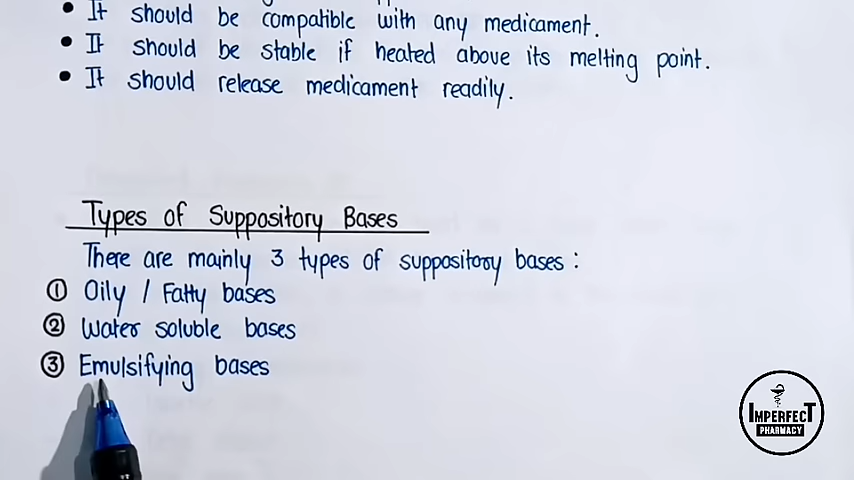 • It should be compatible with any medicament.
• It should be stable if heated above its melting point.
• It should release medicament readily.
Types of Suppository Bases
There are mainly 3 types of suppository bases :
① Oily / Fatty bases
② Water soluble bases
③ Emulsifying bases
IMPERFECT
PHARMACY